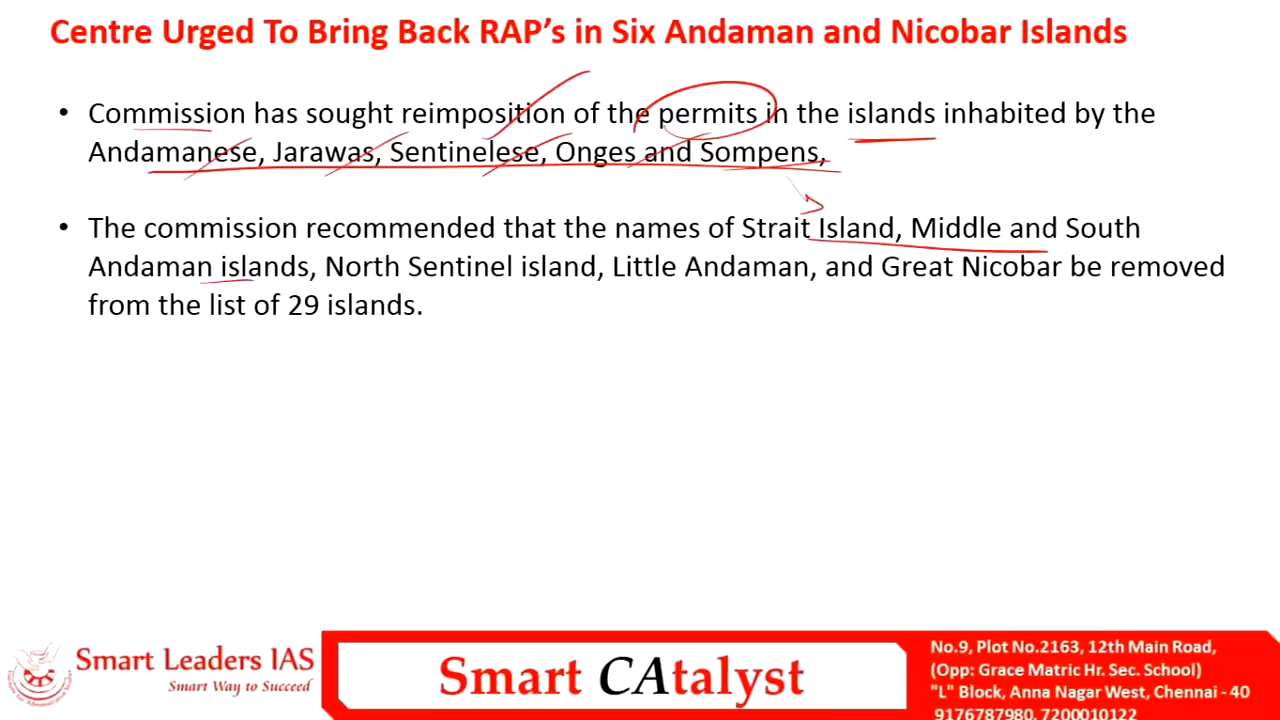 Centre Urged To Bring Back RAP's in Six Andaman and Nicobar Islands
• Commission has sought reimposition of the permits in the islands inhabited by the
Andamanese, Jarawas, Sentinelese, Onges and Sompens,
• The commission recommended that the names of Strait Island, Middle and South
Andaman islands, North Sentinel island, Little Andaman, and Great Nicobar be removed
from the list of 29 islands.
Smart Leaders IAS
Smart Way to Succeed
Smart CAtalyst
No.9, Plot No.2163, 12th Main Road,
(Opp: Grace Matric Hr. Sec. School)
"L" Block, Anna Nagar West, Chennai - 40
9176787980, 7200010122